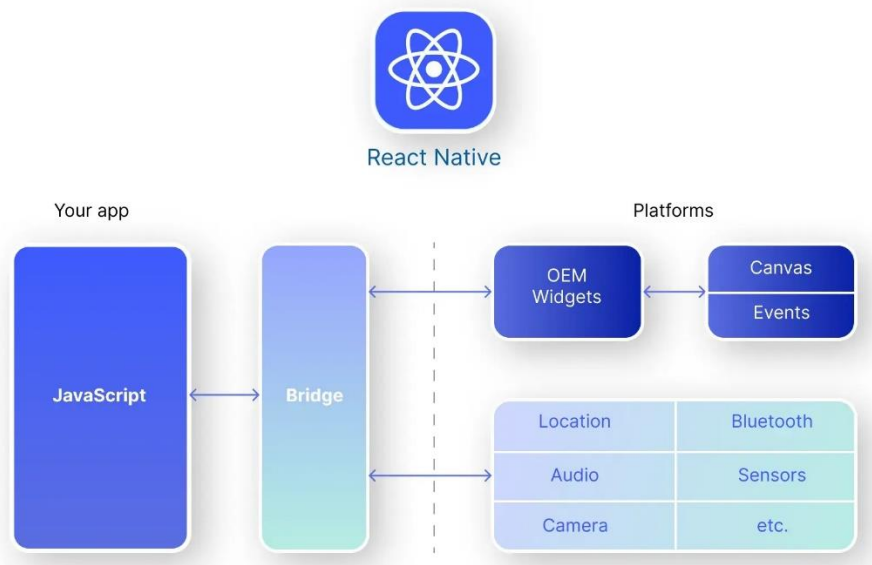 React Native
Your app
Platforms
JavaScript
Bridge
OEM
Widgets
Canvas
Events
Location
Bluetooth
Audio
Sensors
Camera
etc.